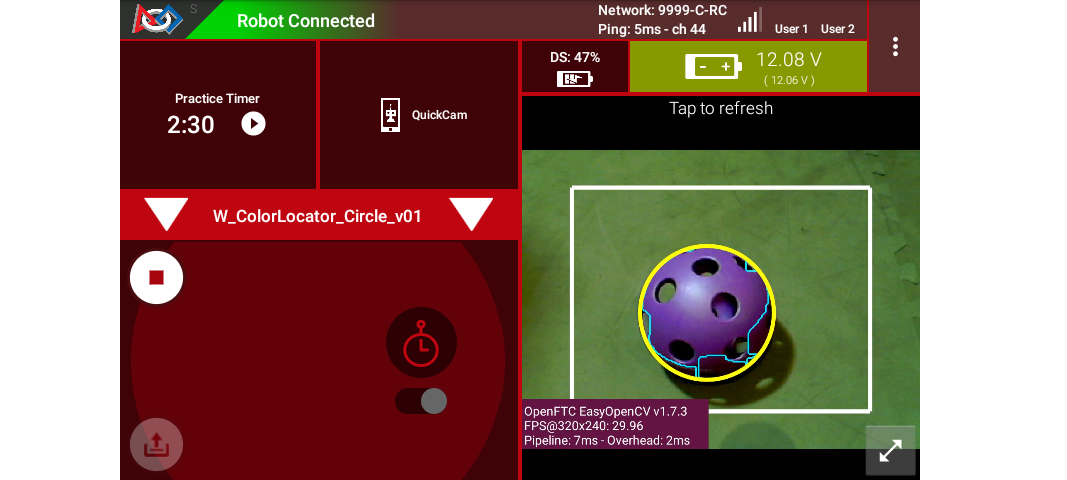 S
Robot Connected
Network: 9999-C-RC
Ping: 5ms - ch 44
User 1 User 2
Practice Timer
2:30
QuickCam
DS: 47%
12.08 V
( 12.06 V )
Tap to refresh
W_ColorLocator_Circle_v01
OpenFTC EasyOpenCV v1.7.3
FPS@320x240: 29.96
Pipeline: 7ms - Overhead: 2ms